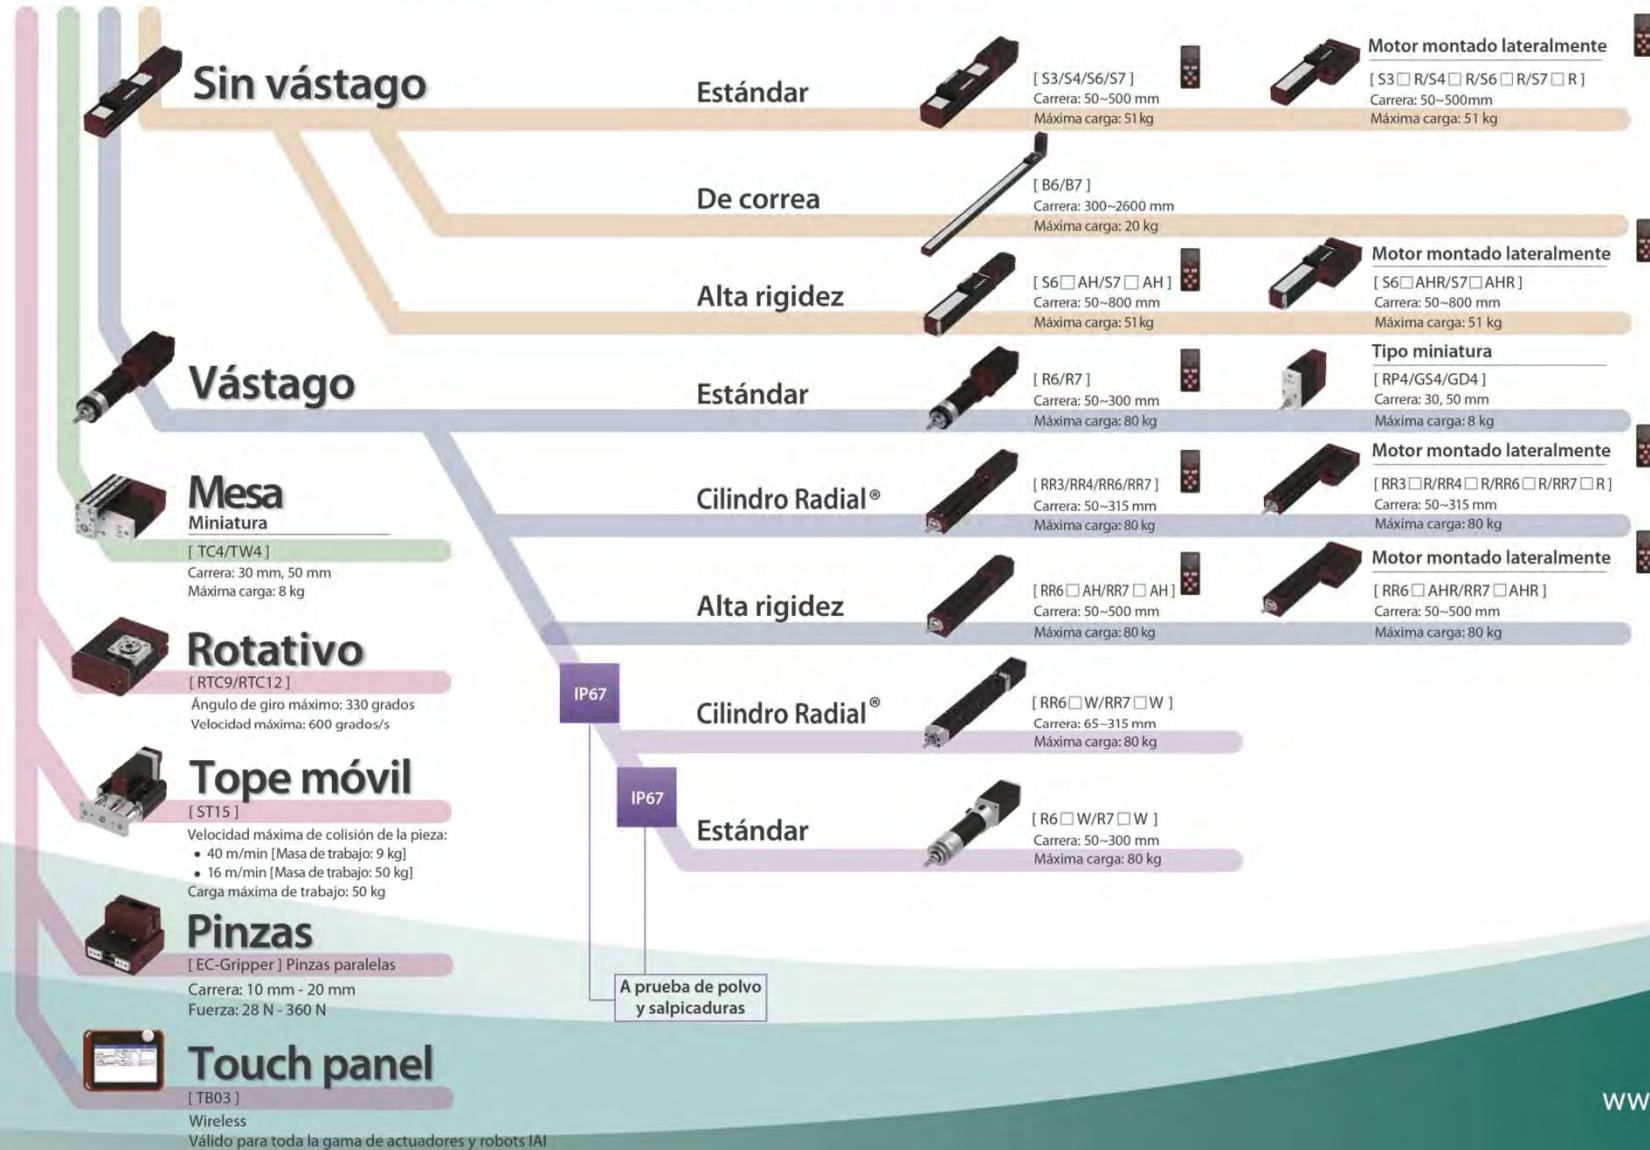 Sin vástago
Estándar
[ S3/S4/S6/S7 ]
Carrera: 50~500 mm
Máxima carga: 51 kg
Motor montado lateralmente
[ S3□ R/S4□ R/S6□ R/S7□ R ]
Carrera: 50~500mm
Máxima carga: 51 kg
De correa
[ B6/B7 ]
Carrera: 300~2600 mm
Máxima carga: 20 kg
Alta rigidez
[ S6□ AH/S7□ AH ]
Carrera: 50~800 mm
Máxima carga: 51kg
Motor montado lateralmente
[ S6□ AHR/S7□ AHR ]
Carrera: 50~800 mm
Máxima carga: 51 kg
Vástago
Estándar
[ R6/R7 ]
Carrera: 50~300 mm
Máxima carga: 80 kg
Tipo miniatura
[ RP4/GS4/GD4 ]
Carrera: 30, 50 mm
Máxima carga: 8 kg
Cilindro Radial®
[ RR3/RR4/RR6/RR7 ]
Carrera: 50~315 mm
Máxima carga: 80 kg
Motor montado lateralmente
[ RR3□ R/RR4□ R/RR6□ R/RR7□ R ]
Carrera: 50~315 mm
Máxima carga: 80 kg
Alta rigidez
[ RR6□ AH/RR7□ AH ]
Carrera: 50~500 mm
Máxima carga: 80 kg
Motor montado lateralmente
[ RR6□ AHR/RR7□ AHR ]
Carrera: 50~500 mm
Máxima carga: 80 kg
IP67
Cilindro Radial®
[ RR6□ W/RR7□ W ]
Carrera: 65~315 mm
Máxima carga: 80 kg
IP67
Estándar
[ R6□ W/R7□ W ]
Carrera: 50~300 mm
Máxima carga: 80 kg
A prueba de polvo
y salpicaduras
Mesa
Miniatura
[ TC4/TW4 ]
Carrera: 30 mm, 50 mm
Máxima carga: 8 kg
Rotativo
[ RTC9/RTC12 ]
Ángulo de giro máximo: 330 grados
Velocidad máxima: 600 grados/s
Tope móvil
[ ST15 ]
Velocidad máxima de colisión de la pieza:
• 40 m/min [Masa de trabajo: 9 kg]
• 16 m/min [Masa de trabajo: 50 kg]
Carga máxima de trabajo: 50 kg
Pinzas
[ EC-Gripper ] Pinzas paralelas
Carrera: 10 mm - 20 mm
Fuerza: 28 N - 360 N
Touch panel
[ TB03 ]
Wireless
Válido para toda la gama de actuadores y robots IAI
ww